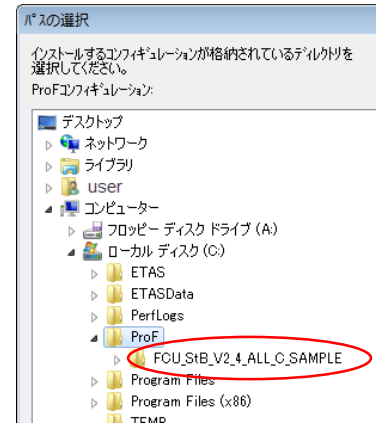 パスの選択
インストールするコンフィギュレーションが格納されているディレクトリを
選択してください。
ProFコンフィギュレーション:
デスクトップ
ネットワーク
ライブラリ
user
コンピューター
フロッピー ディスク ドライブ (A:)
ローカル ディスク (C:)
ETAS
ETASData
PerfLogs
ProF
FCU_StB_V2_4_ALL_C_SAMPLE
Program Files
Program Files (x86)
TEMP